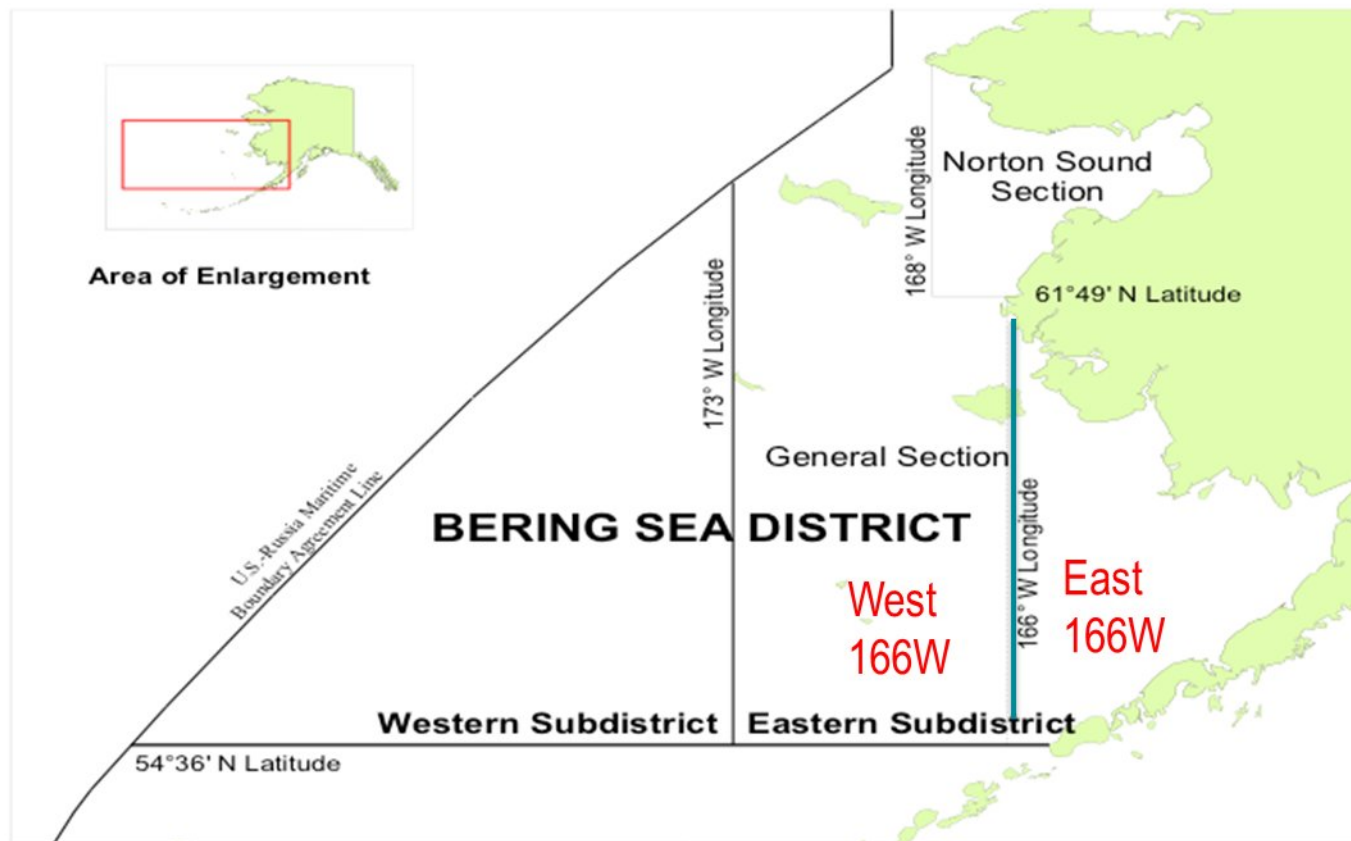 Area of Enlargement
Norton Sound
Section
168° W Longitude
61°49' N Latitude
173° W Longitude
General Section
U.S.-Russia Maritime
Boundary Agreement Line
BERING SEA DISTRICT
166° W Longitude
West
166W
East
166W
Western Subdistrict
Eastern Subdistrict
54°36' N Latitude